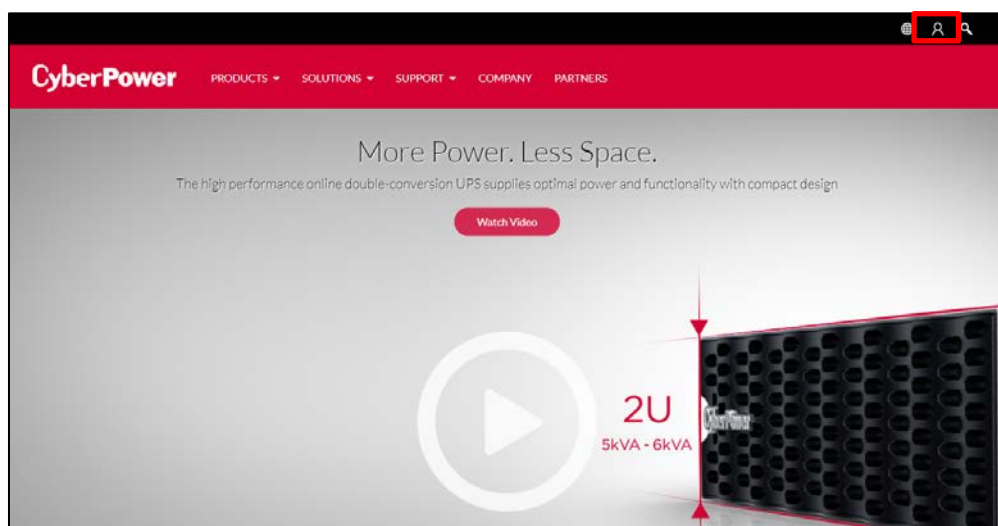 CyberPower PRODUCTS SOLUTIONS SUPPORT COMPANY PARTNERS
More Power. Less Space.
The high performance online double-conversion UPS supplies optimal power and functionality with compact design
Watch Video
2U
5kVA - 6kVA
CyberPower